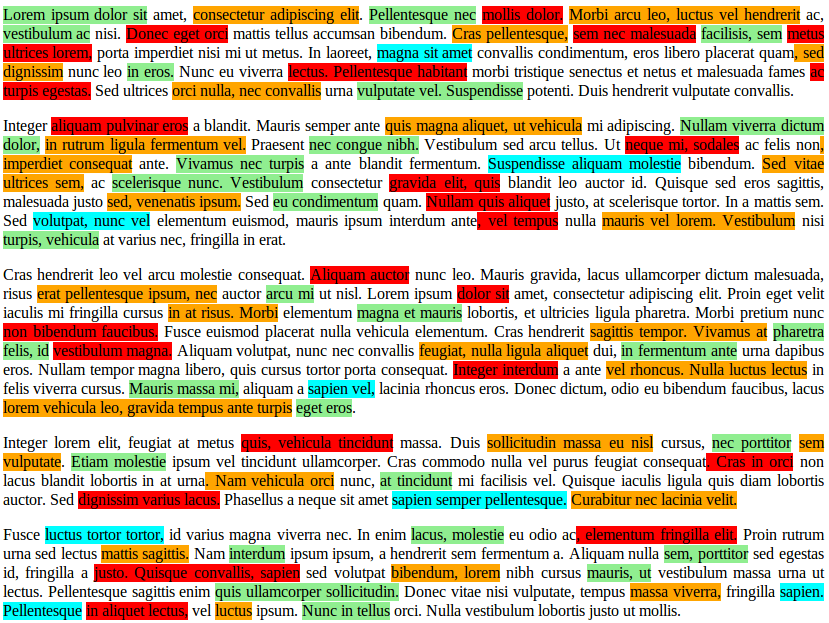 Lorem ipsum dolor sit amet, consectetur adipiscing elit. Pellentesque nec mollis dolor. Morbi arcu leo, luctus vel hendrerit ac,
vestibulum ac nisi. Donec eget orci mattis tellus accumsan bibendum. Cras pellentesque, sem nec malesuada facilisis, sem metus
ultrices lorem, porta imperdiet nisi mi ut metus. In laoreet, magna sit amet convallis condimentum, eros libero placerat quam, sed
dignissim nunc leo in eros. Nunc eu viverra lectus. Pellentesque habitant morbi tristique senectus et netus et malesuada fames ac
turpis egestas. Sed ultrices orci nulla, nec convallis urna vulputate vel. Suspendisse potenti. Duis hendrerit vulputate convallis.
Integer aliquam pulvinar eros a blandit. Mauris semper ante quis magna aliquet, ut vehicula mi adipiscing. Nullam viverra dictum
dolor, in rutrum ligula fermentum vel. Praesent nec congue nibh. Vestibulum sed arcu tellus. Ut neque mi, sodales ac felis non,
imperdiet consequat ante. Vivamus nec turpis a ante blandit fermentum. Suspendisse aliquam molestie bibendum. Sed vitae
ultrices sem, ac scelerisque nunc. Vestibulum consectetur gravida elit, quis blandit leo auctor id. Quisque sed eros sagittis,
malesuada justo sed, venenatis ipsum. Sed eu condimentum quam. Nullam quis aliquet justo, at scelerisque tortor. In a mattis sem.
Sed volutpat, nunc vel elementum euismod, mauris ipsum interdum ante, vel tempus nulla mauris vel lorem. Vestibulum nisi
turpis, vehicula at varius nec, fringilla in erat.
Cras hendrerit leo vel arcu molestie consequat. Aliquam auctor nunc leo. Mauris gravida, lacus ullamcorper dictum malesuada,
risus erat pellentesque ipsum, nec auctor arcu mi ut nisl. Lorem ipsum dolor sit amet, consectetur adipiscing elit. Proin eget velit
iaculis mi fringilla cursus in at risus. Morbi elementum magna et mauris lobortis, et ultricies ligula pharetra. Morbi pretium nunc
non bibendum faucibus. Fusce euismod placerat nulla vehicula elementum. Cras hendrerit sagittis tempor. Vivamus at pharetra
felis, id vestibulum magna. Aliquam volutpat, nunc nec convallis feugiat, nulla ligula aliquet dui, in fermentum ante urna dapibus
eros. Nullam tempor magna libero, quis cursus tortor porta consequat. Integer interdum a ante vel rhoncus. Nulla luctus lectus in
felis viverra cursus. Mauris massa mi, aliquam a sapien vel, lacinia rhoncus eros. Donec dictum, odio eu bibendum faucibus, lacus
lorem vehicula leo, gravida tempus ante turpis eget eros.
Integer lorem elit, feugiat at metus quis, vehicula tincidunt massa. Duis sollicitudin massa eu nisl cursus, nec porttitor sem
vulputate. Etiam molestie ipsum vel tincidunt ullamcorper. Cras commodo nulla vel purus feugiat consequat. Cras in orci non
lacus blandit lobortis in at urna. Nam vehicula orci nunc, at tincidunt mi facilisis vel. Quisque iaculis ligula quis diam lobortis
auctor. Sed dignissim varius lacus. Phasellus a neque sit amet sapien semper pellentesque. Curabitur nec lacinia velit.
Fusce luctus tortor tortor, id varius magna viverra nec. In enim lacus, molestie eu odio ac, elementum fringilla elit. Proin rutrum
urna sed lectus mattis sagittis. Nam interdum ipsum ipsum, a hendrerit sem fermentum a. Aliquam nulla sem, porttitor sed egestas
id, fringilla a justo. Quisque convallis, sapien sed volutpat bibendum, lorem nibh cursus mauris, ut vestibulum massa urna ut
lectus. Pellentesque sagittis enim quis ullamcorper sollicitudin. Donec vitae nisi vulputate, tempus massa viverra, fringilla sapien.
Pellentesque in aliquet lectus, vel luctus ipsum. Nunc in tellus orci. Nulla vestibulum lobortis justo ut mollis.